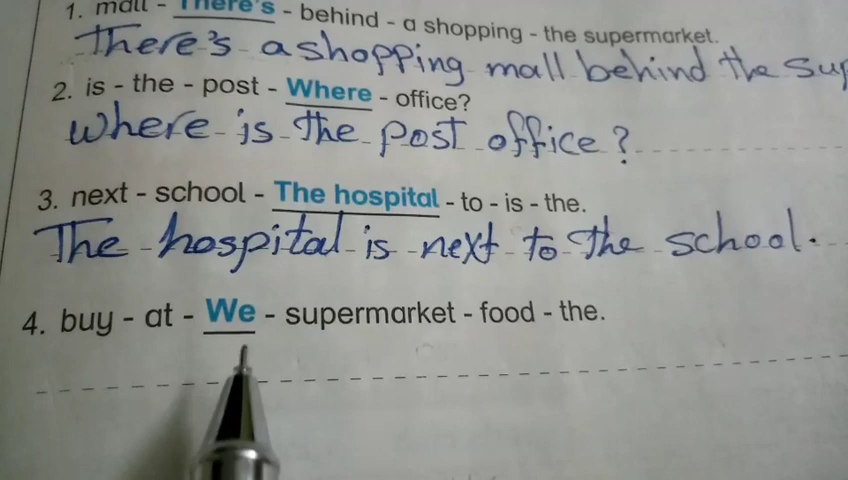 1. mall - There's - behind - a shopping - the supermarket.
There's a shopping mall behind the
2. is - the - post - Where - office?
where is the post office?
3. next - school - The hospital - to - is - the.
The hospital is next to the school.
4. buy - at - We - supermarket - food - the.